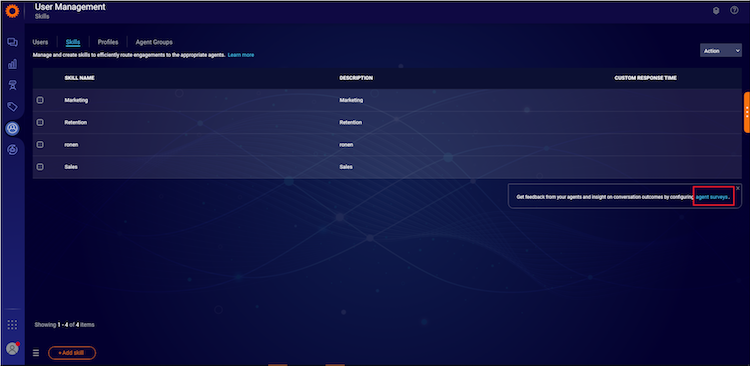 User Management
Skills
Users Skills Profiles Agent Groups
Manage and create skills to efficiently route engagements to the appropriate agents. Learn more
Action
SKILL NAME DESCRIPTION CUSTOM RESPONSE TIME
Marketing Marketing
Retention Retention
ronen ronen
Sales Sales
Get feedback from your agents and insight on conversation outcomes by configuring agent surveys.
Showing 1 - 4 of 4 items
+ Add skill